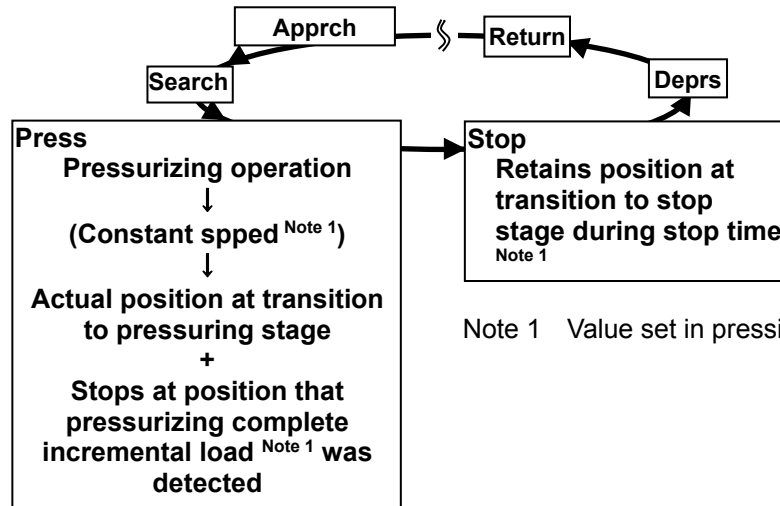 Apprch
Return
Search
Deprs
Press
Pressurizing operation
↓
(Constant spped Note 1)
↓
Actual position at transition
to pressuring stage
+
Stops at position that
pressurizing complete
incremental load Note 1 was
detected
Stop
Retains position at
transition to stop
stage during stop time
Note 1
Note 1 Value set in pressi